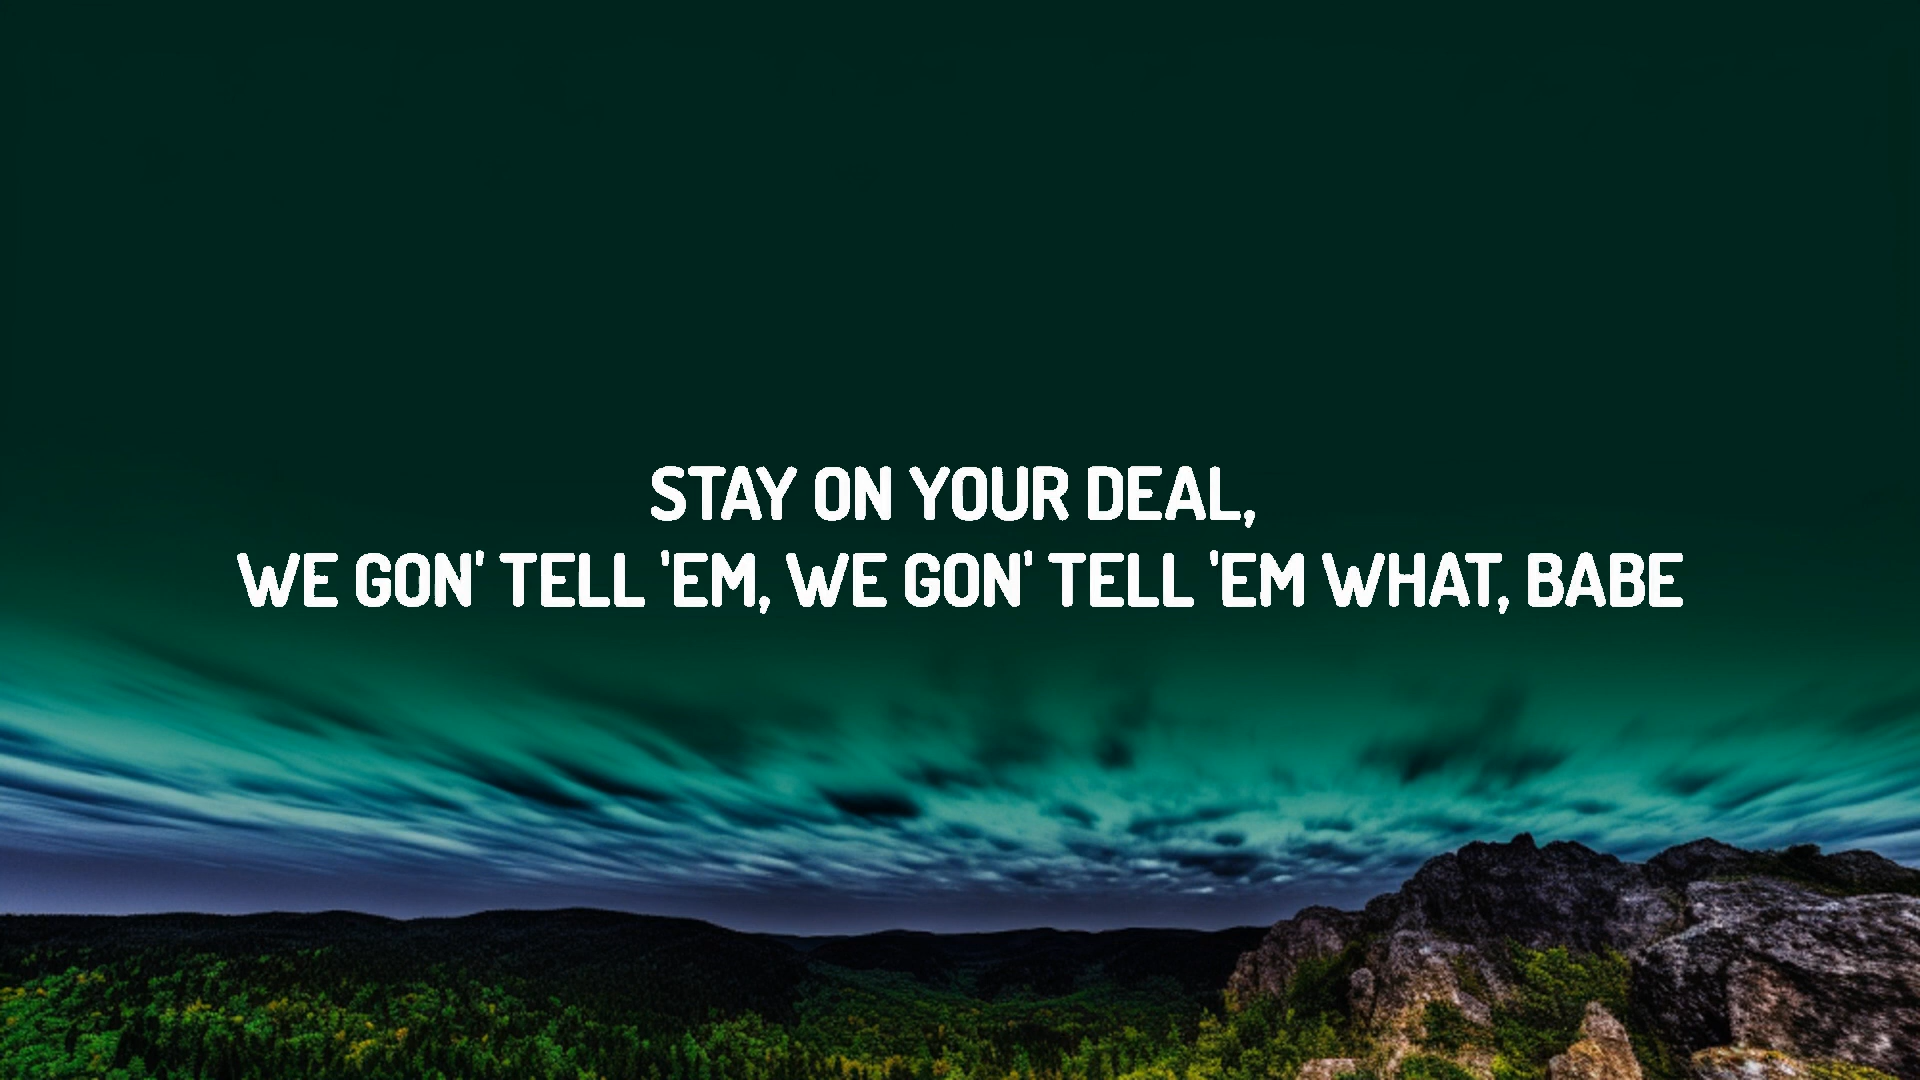 STAY ON YOUR DEAL,
WE GON' TELL 'EM, WE GON' TELL 'EM WHAT, BABE